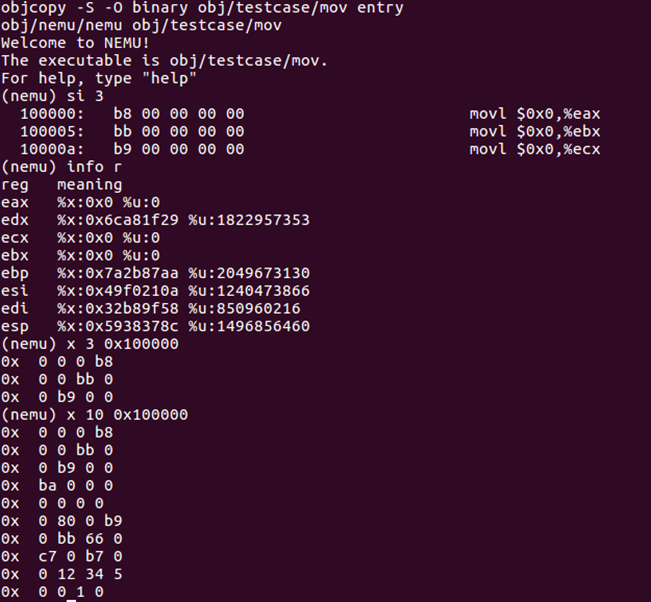 objcopy -S -O binary obj/testcase/mov entry
obj/nemu/nemu obj/testcase/mov
Welcome to NEMU!
The executable is obj/testcase/mov.
For help, type "help"
(nemu) si 3
  100000:   b8 00 00 00 00                         movl $0x0,%eax
  100005:   bb 00 00 00 00                         movl $0x0,%ebx
  10000a:   b9 00 00 00 00                         movl $0x0,%ecx
(nemu) info r
reg   meaning
eax   %x:0x0 %u:0
edx   %x:0x6ca81f29 %u:1822957353
ecx   %x:0x0 %u:0
ebx   %x:0x0 %u:0
ebp   %x:0x7a2b87aa %u:2049673130
esi   %x:0x49f0210a %u:1240473866
edi   %x:0x32b89f58 %u:850960216
esp   %x:0x5938378c %u:1496856460
(nemu) x 3 0x100000
0x  0 0 0 b8
0x  0 0 bb 0
0x  0 b9 0 0
(nemu) x 10 0x100000
0x  0 0 0 b8
0x  0 0 bb 0
0x  0 b9 0 0
0x  ba 0 0 0
0x  0 0 0 0
0x  0 80 0 b9
0x  0 bb 66 0
0x  c7 0 b7 0
0x  0 12 34 5
0x  0 0 1 0